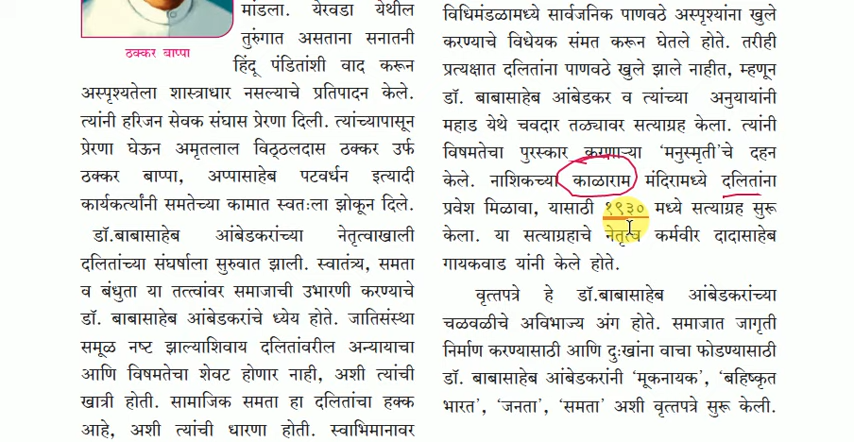 मांडला. येरवडा येथील
तुरुंगात असताना सनातनी
ठक्कर बाप्पा
हिंदू पंडितांशी वाद करून
अस्पृश्यतेला शास्त्राधार नसल्याचे प्रतिपादन केले.
त्यांनी हरिजन सेवक संघास प्रेरणा दिली. त्यांच्यापासून
प्रेरणा घेऊन अमृतलाल विठ्ठलदास ठक्कर उर्फ
ठक्कर बाप्पा, अप्पासाहेब पटवर्धन इत्यादी
कार्यकर्त्यांनी समतेच्या कामात स्वतःला झोकून दिले.
डॉ.बाबासाहेब आंबेडकरांच्या नेतृत्वाखाली
दलितांच्या संघर्षाला सुरुवात झाली. स्वातंत्र्य, समता
व बंधुता या तत्त्वांवर समाजाची उभारणी करण्याचे
डॉ. बाबासाहेब आंबेडकरांचे ध्येय होते. जातिसंस्था
समूळ नष्ट झाल्याशिवाय दलितांवरील अन्यायाचा
आणि विषमतेचा शेवट होणार नाही, अशी त्यांची
खात्री होती. सामाजिक समता हा दलितांचा हक्क
आहे, अशी त्यांची धारणा होती. स्वाभिमानावर
विधिमंडळामध्ये सार्वजनिक पाणवठे अस्पृश्यांना खुले
करण्याचे विधेयक संमत करून घेतले होते. तरीही
प्रत्यक्षात दलितांना पाणवठे खुले झाले नाहीत, म्हणून
डॉ. बाबासाहेब आंबेडकर व त्यांच्या अनुयायांनी
महाड येथे चवदार तळ्यावर सत्याग्रह केला. त्यांनी
विषमतेचा पुरस्कार करणाऱ्या ‘मनुस्मृती’चे दहन
केले. नाशिकच्या काळाराम मंदिरामध्ये दलितांना
प्रवेश मिळावा, यासाठी १९३० मध्ये सत्याग्रह सुरू
केला. या सत्याग्रहाचे नेतृत्व कर्मवीर दादासाहेब
गायकवाड यांनी केले होते.
वृत्तपत्रे हे डॉ.बाबासाहेब आंबेडकरांच्या
चळवळीचे अविभाज्य अंग होते. समाजात जागृती
निर्माण करण्यासाठी आणि दुःखांना वाचा फोडण्यासाठी
डॉ. बाबासाहेब आंबेडकरांनी ‘मूकनायक’, ‘बहिष्कृत
भारत’, ‘जनता’, ‘समता’ अशी वृत्तपत्रे सुरू केली.